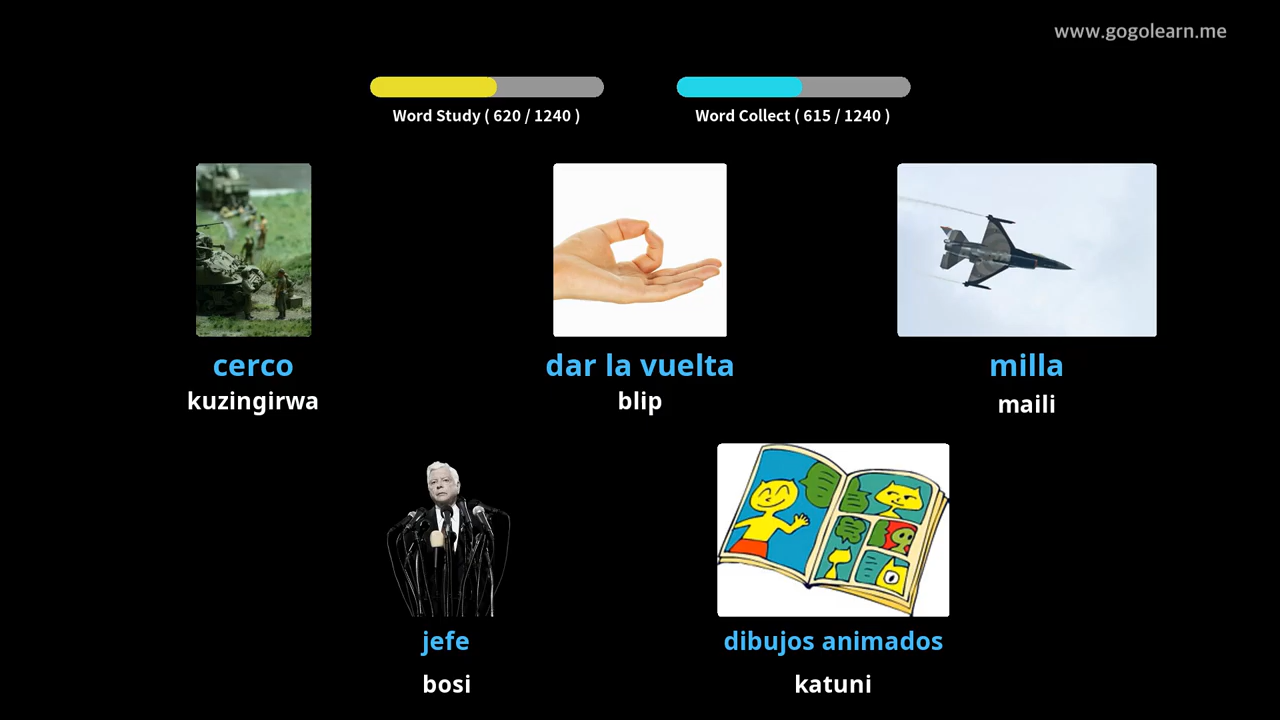 www.gogolearn.me
Word Study ( 620 / 1240 )
Word Collect ( 615 / 1240 )
cerco
kuzingirwa
dar la vuelta
blip
milla
maili
jefe
bosi
dibujos animados
katuni